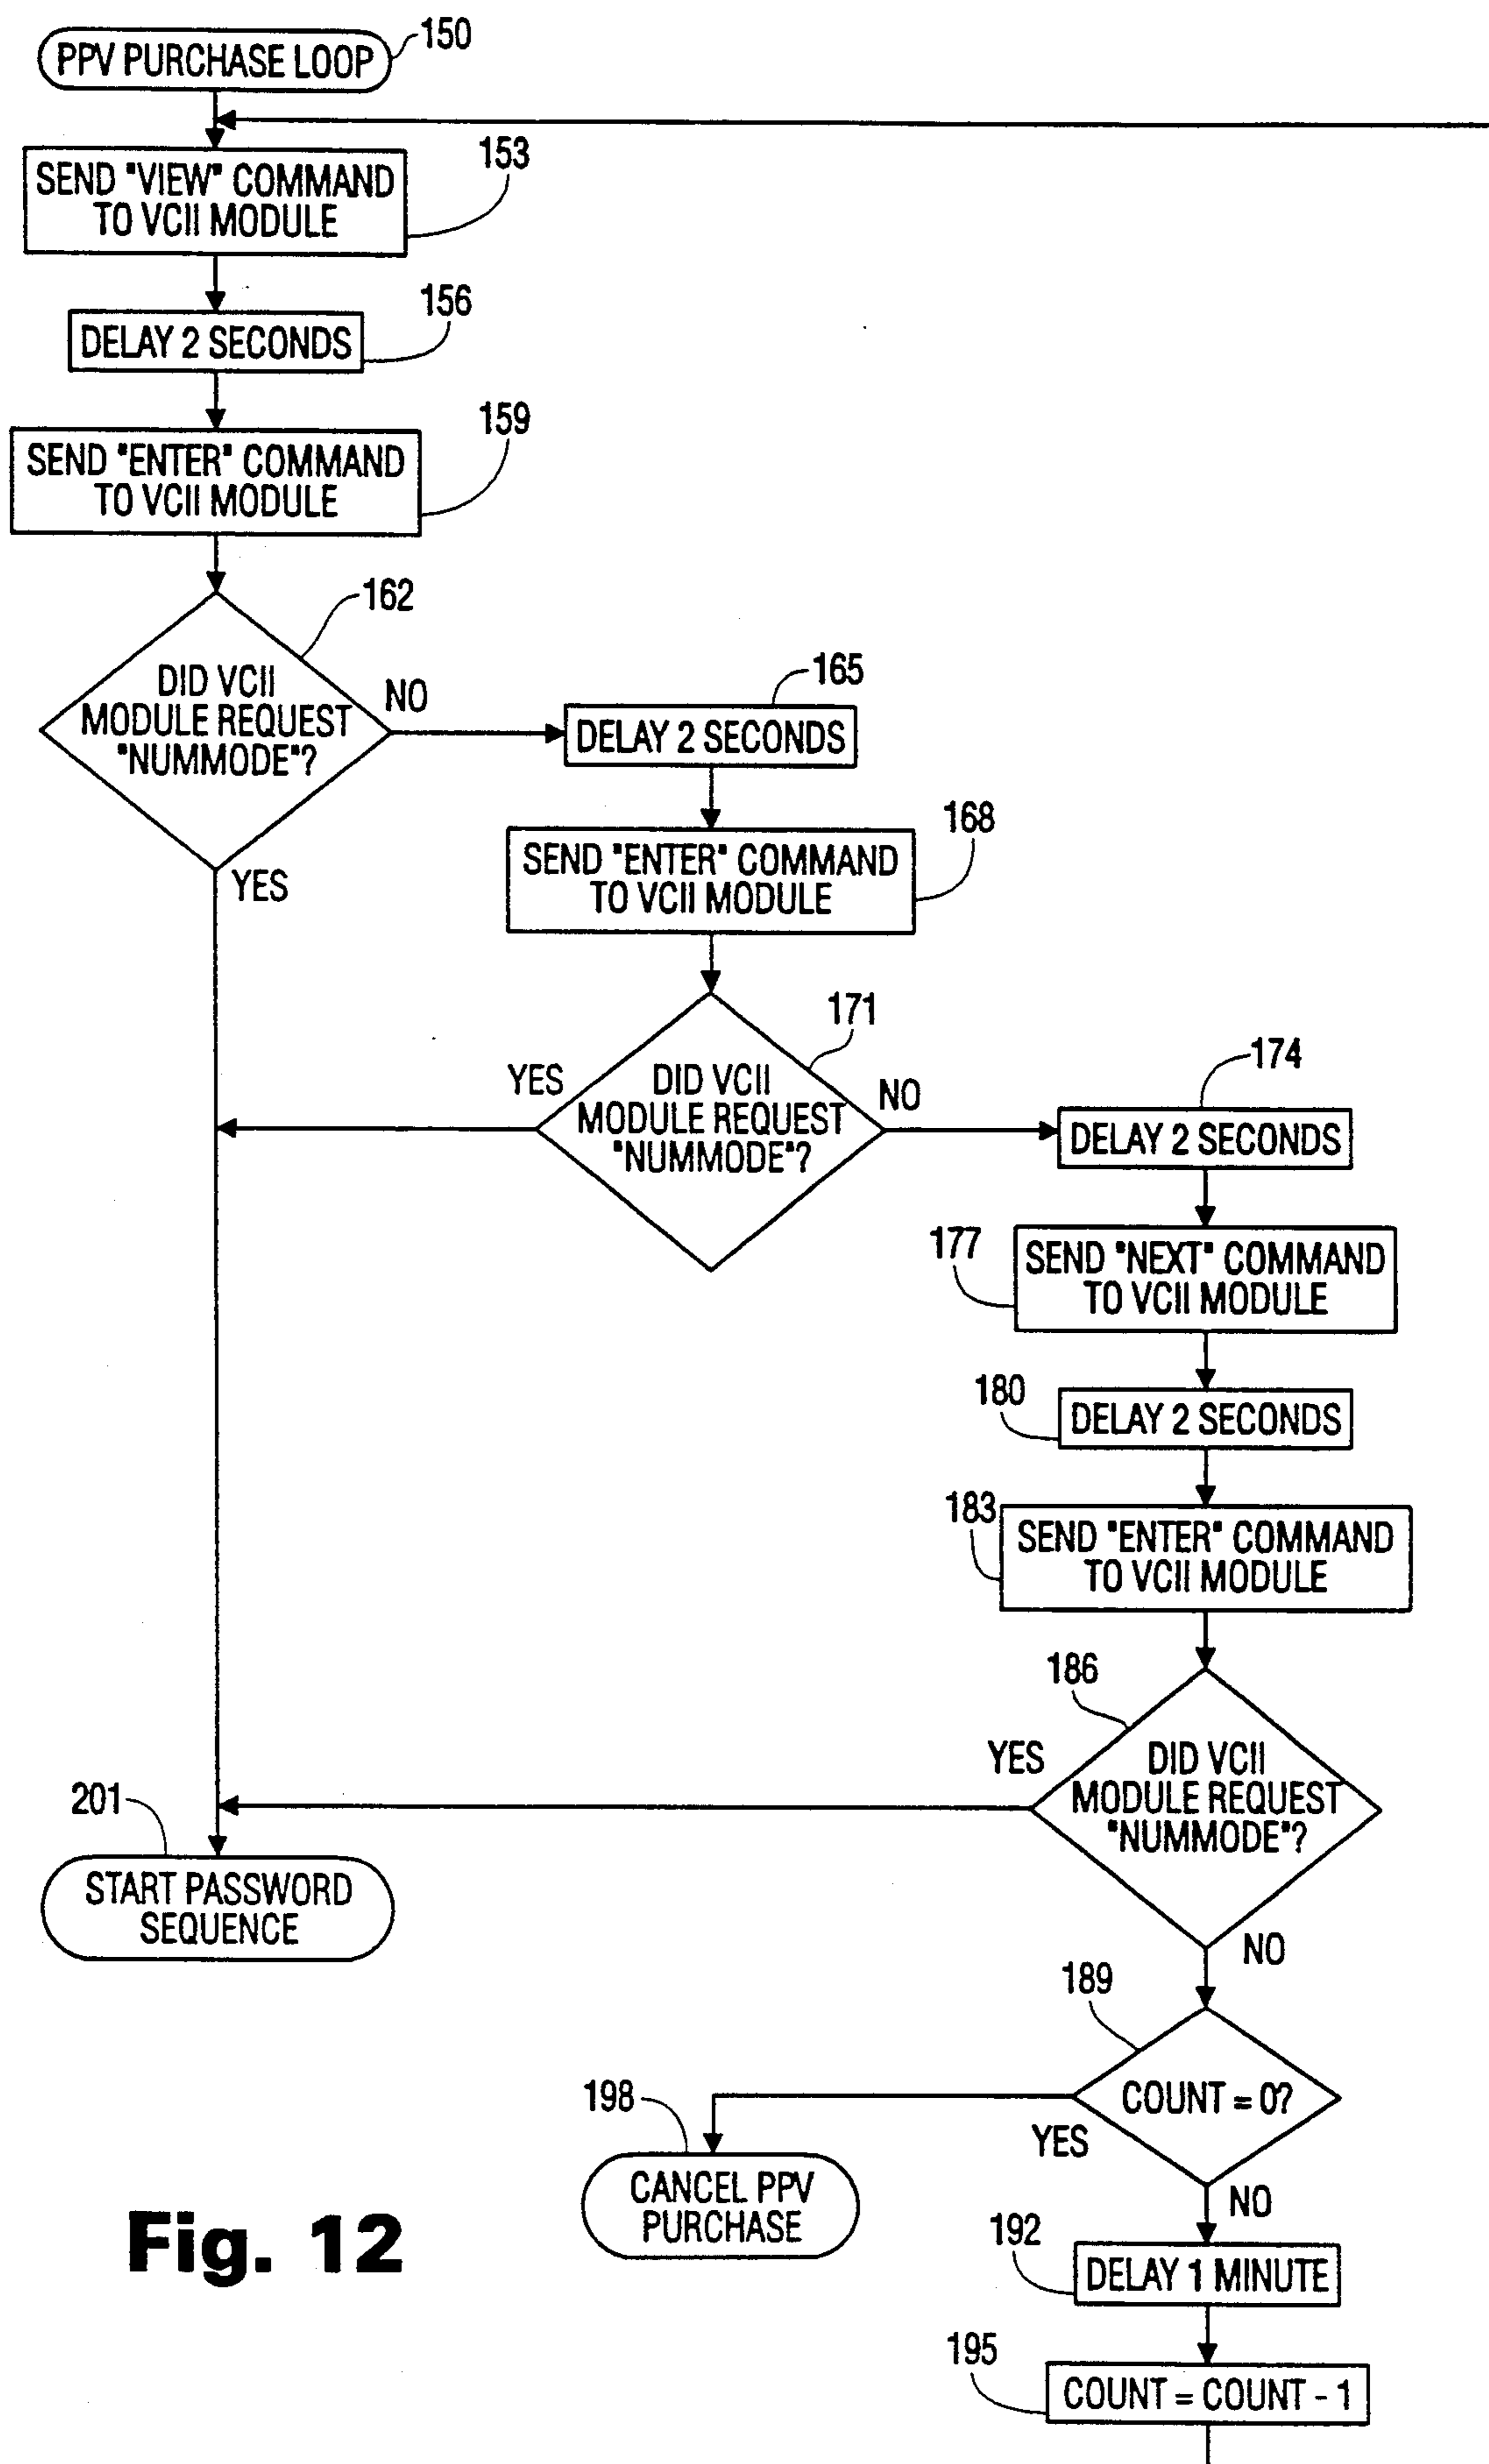 PPV PURCHASE LOOP
150
SEND "VIEW" COMMAND
TO VCII MODULE
153
DELAY 2 SECONDS
156
SEND "ENTER" COMMAND
TO VCII MODULE
159
DID VCII
MODULE REQUEST
"NUMMODE"?
162
NO
YES
DELAY 2 SECONDS
165
SEND "ENTER" COMMAND
TO VCII MODULE
168
DID VCII
MODULE REQUEST
"NUMMODE"?
171
YES
NO
DELAY 2 SECONDS
174
SEND "NEXT" COMMAND
TO VCII MODULE
177
DELAY 2 SECONDS
180
SEND "ENTER" COMMAND
TO VCII MODULE
183
DID VCII
MODULE REQUEST
"NUMMODE"?
186
YES
NO
START PASSWORD
SEQUENCE
201
COUNT = 0?
189
YES
NO
CANCEL PPV
PURCHASE
198
DELAY 1 MINUTE
192
COUNT = COUNT - 1
195
Fig. 12